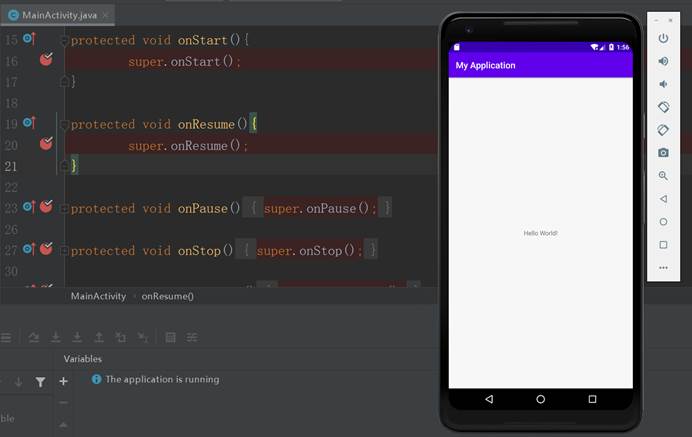 MainActivity.java
15 protected void onStart(){
16 super.onStart();
17 }
18
19 protected void onResume(){
20 super.onResume();
21 }
22
23 protected void onPause() { super.onPause(); }
26
27 protected void onStop() { super.onStop(); }
30
MainActivity onResume()
Variables
The application is running
ble
1:56
My Application
Hello World!